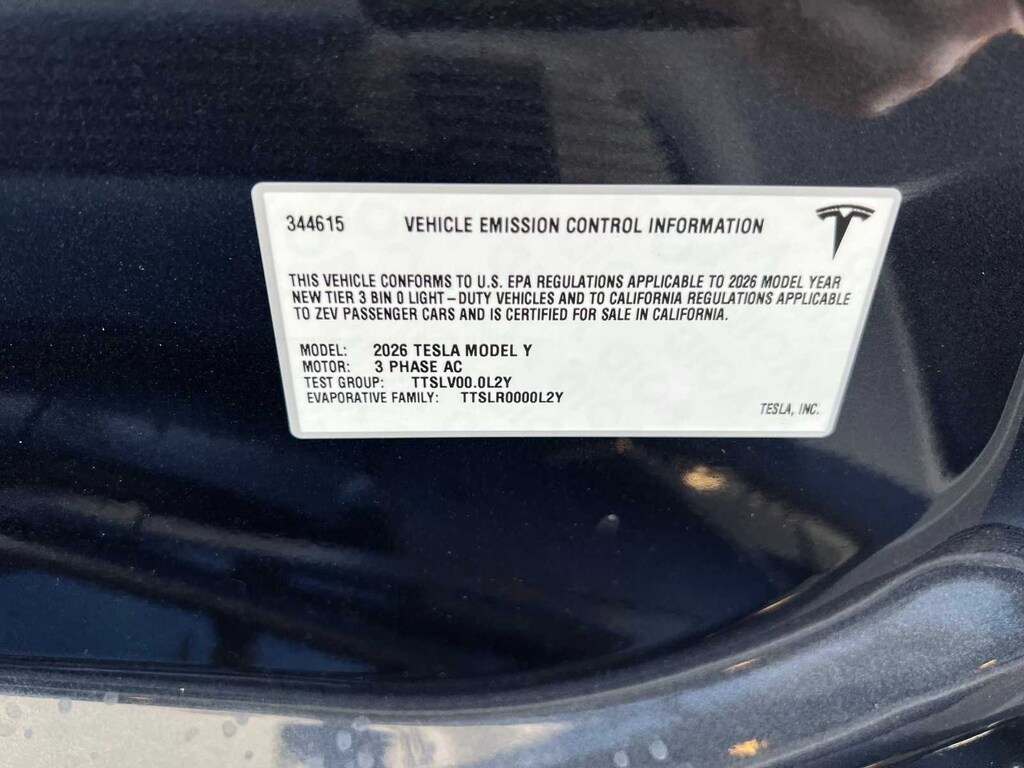 344615 VEHICLE EMISSION CONTROL INFORMATION
THIS VEHICLE CONFORMS TO U.S. EPA REGULATIONS APPLICABLE TO 2026 MODEL YEAR
NEW TIER 3 BIN 0 LIGHT-DUTY VEHICLES AND TO CALIFORNIA REGULATIONS APPLICABLE
TO ZEV PASSENGER CARS AND IS CERTIFIED FOR SALE IN CALIFORNIA.
MODEL: 2026 TESLA MODEL Y
MOTOR: 3 PHASE AC
TEST GROUP: TTSLV00.0L2Y
EVAPORATIVE FAMILY: TTSLR0000L2Y
TESLA, INC.